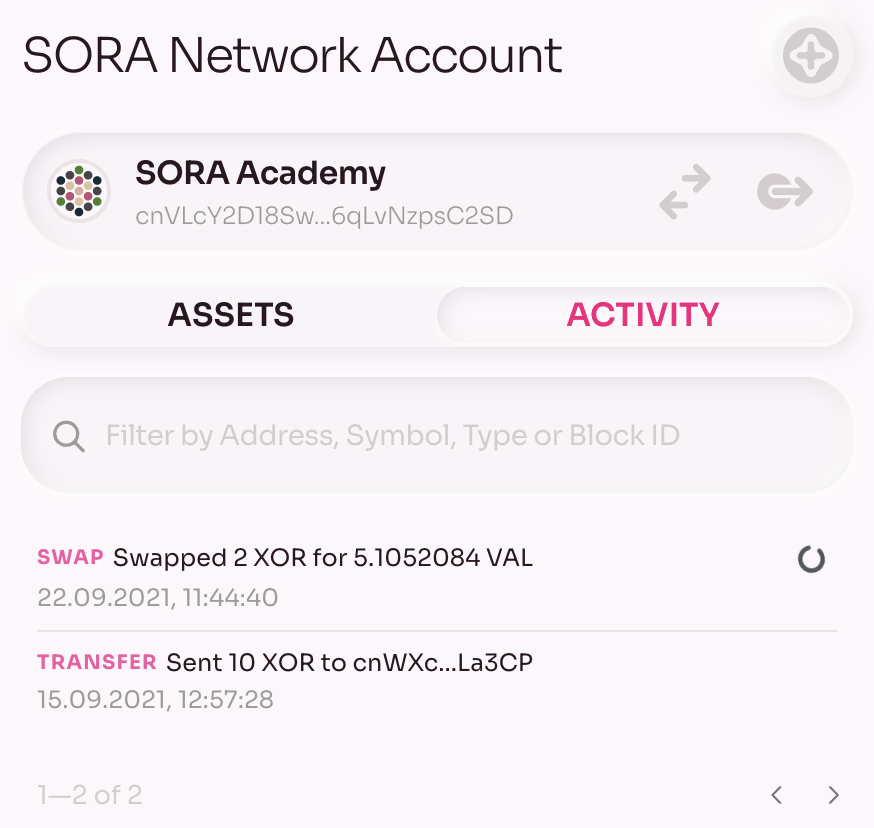 SORA Network Account
SORA Academy
cnVLcY2D18Sw...6qLvNzpsC2SD
ASSETS
ACTIVITY
Filter by Address, Symbol, Type or Block ID
SWAP Swapped 2 XOR for 5.1052084 VAL
22.09.2021, 11:44:40
TRANSFER Sent 10 XOR to cnWXc...La3CP
15.09.2021, 12:57:28
1—2 of 2